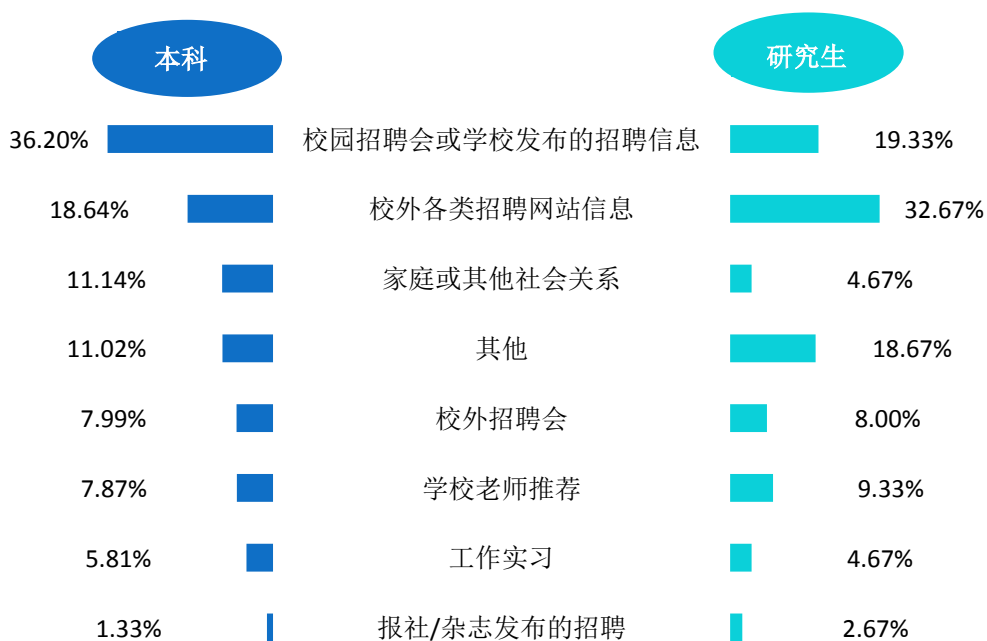 本科 研究生
36.20% 校园招聘会或学校发布的招聘信息 19.33%
18.64% 校外各类招聘网站信息 32.67%
11.14% 家庭或其他社会关系 4.67%
11.02% 其他 18.67%
7.99% 校外招聘会 8.00%
7.87% 学校老师推荐 9.33%
5.81% 工作实习 4.67%
1.33% 报社/杂志发布的招聘 2.67%